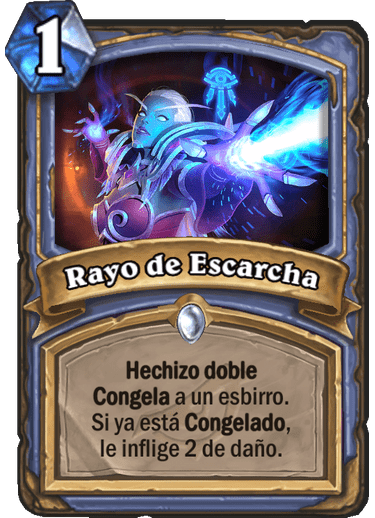 1
Rayo de Escarcha
Hechizo doble
Congela a un esbirro.
Si ya está Congelado,
le inflige 2 de daño.